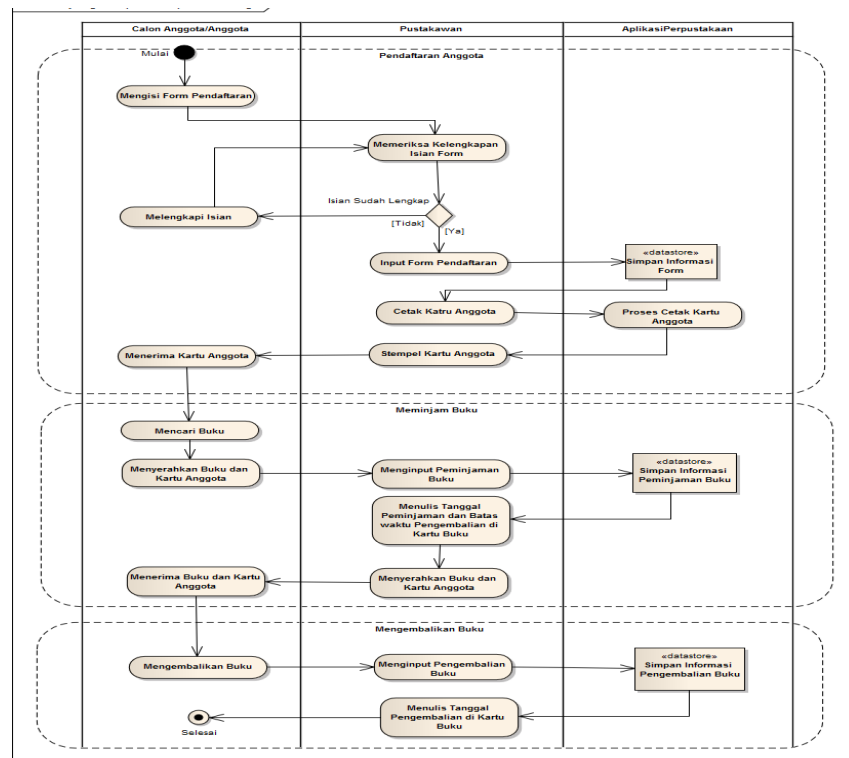 Calon Anggota/Anggota
Pustakawan
AplikasiPerpustakaan
Pendaftaran Anggota
Mulai
Mengisi Form Pendaftaran
Memeriksa Kelengkapan
Isian Form
Isian Sudah Lengkap
Melengkapi Isian
[Tidak]
[Ya]
Input Form Pendaftaran
«datastore»
Simpan Informasi
Form
Cetak Katru Anggota
Proses Cetak Kartu
Anggota
Stempel Kartu Anggota
Menerima Kartu Anggota
Meminjam Buku
Mencari Buku
Menyerahkan Buku dan
Kartu Anggota
Menginput Peminjaman
Buku
«datastore»
Simpan Informasi
Peminjaman Buku
Menulis Tanggal
Peminjaman dan Batas
waktu Pengembalian di
Kartu Buku
Menyerahkan Buku dan
Kartu Anggota
Menerima Buku dan Kartu
Anggota
Mengembalikan Buku
Mengembalikan Buku
Menginput Pengembalian
Buku
«datastore»
Simpan Informasi
Pengembalian Buku
Menulis Tanggal
Pengembalian di Kartu
Buku
Selesai